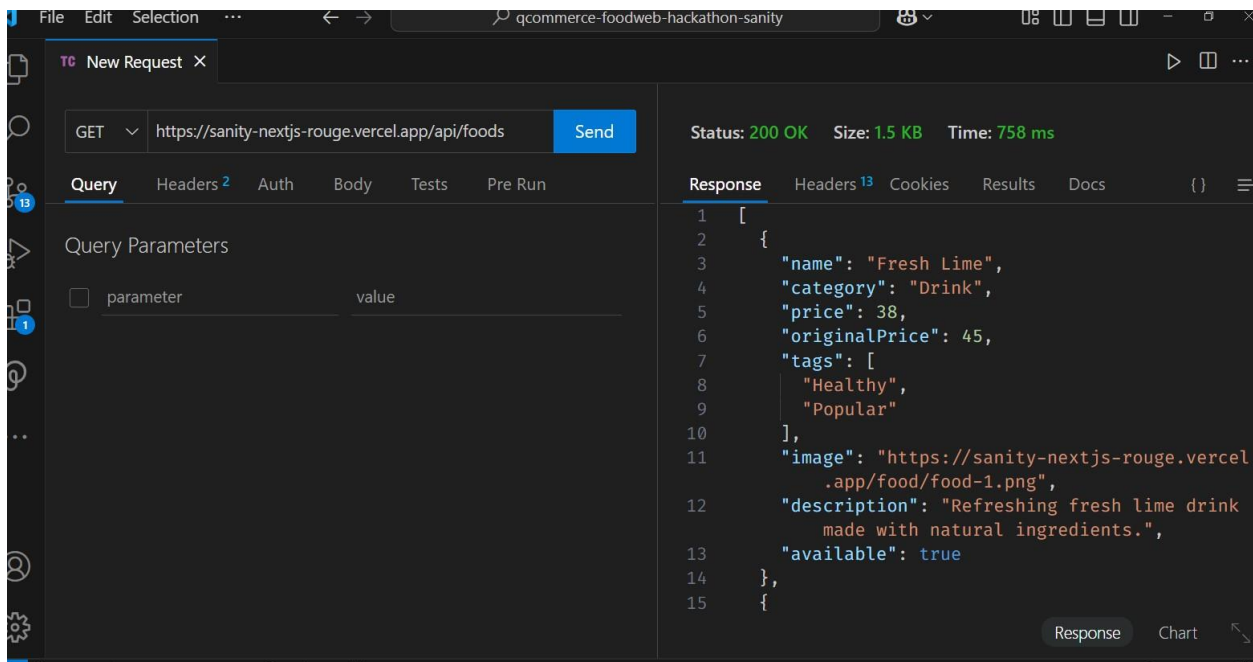 File Edit Selection ··· ← → qcommerce-foodweb-hackathon-sanity
TC New Request ×
GET https://sanity-nextjs-rouge.vercel.app/api/foods Send
Status: 200 OK Size: 1.5 KB Time: 758 ms
Query Headers 2 Auth Body Tests Pre Run
Response Headers 13 Cookies Results Docs { }
13
Query Parameters
parameter value
1
1 [
2 {
3 "name": "Fresh Lime",
4 "category": "Drink",
5 "price": 38,
6 "originalPrice": 45,
7 "tags": [
8 "Healthy",
9 "Popular"
10 ],
11 "image": "https://sanity-nextjs-rouge.vercel
.app/food/food-1.png",
12 "description": "Refreshing fresh lime drink
made with natural ingredients.",
13 "available": true
14 },
15 {
Response Chart